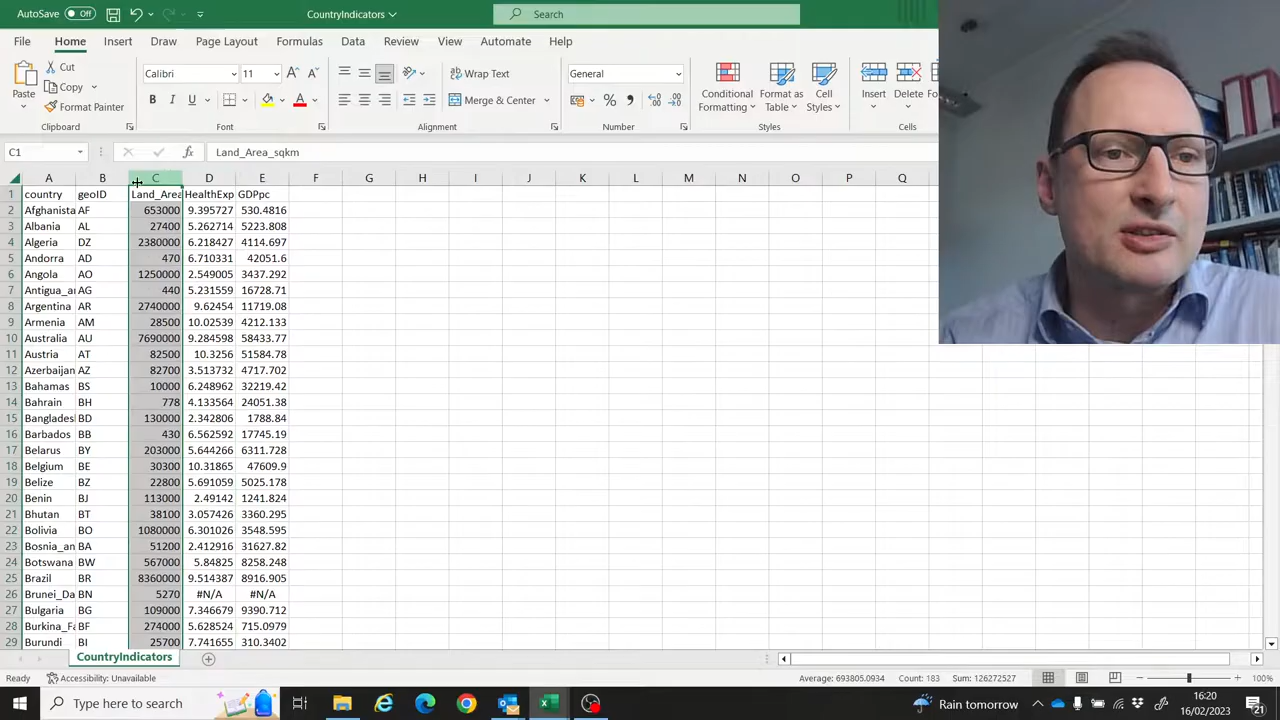 AutoSave Off CountryIndicators Search
File Home Insert Draw Page Layout Formulas Data Review View Automate Help
Paste Cut Copy Format Painter Calibri 11 B I U A Wrap Text Merge & Center General % Conditional Formatting Format as Table Cell Styles Insert Delete
Clipboard Font Alignment Number Styles Cells
C1 fx Land_Area_sqkm
A B C D E F G H I J K L M N O P Q
1 country geoID Land_Area HealthExp GDPpc
2 Afghanista AF 653000 9.395727 530.4816
3 Albania AL 27400 5.262714 5223.808
4 Algeria DZ 2380000 6.218427 4114.697
5 Andorra AD 470 6.710331 42051.6
6 Angola AO 1250000 2.549005 3437.292
7 Antigua_a AG 440 5.231559 16728.71
8 Argentina AR 2740000 9.62454 11719.08
9 Armenia AM 28500 10.02539 4212.133
10 Australia AU 7690000 9.284598 58433.77
11 Austria AT 82500 10.3256 51584.78
12 Azerbaijan AZ 82700 3.513732 4717.702
13 Bahamas BS 10000 6.248962 32219.42
14 Bahrain BH 778 4.133564 24051.38
15 Banglades BD 130000 2.342806 1788.84
16 Barbados BB 430 6.562592 17745.19
17 Belarus BY 203000 5.644266 6311.728
18 Belgium BE 30300 10.31865 47609.9
19 Belize BZ 22800 5.691059 5025.178
20 Benin BJ 113000 2.49142 1241.824
21 Bhutan BT 38100 3.057426 3360.295
22 Bolivia BO 1080000 6.301026 3548.595
23 Bosnia_an BA 51200 2.412916 31627.82
24 Botswana BW 567000 5.84825 8258.248
25 Brazil BR 8360000 9.514387 8916.905
26 Brunei_Da BN 5270 #N/A #N/A
27 Bulgaria BG 109000 7.346679 9390.712
28 Burkina_Fa BF 274000 5.628524 715.0979
29 Burundi BI 25700 7.741655 310.3402
CountryIndicators
Ready Accessibility: Unavailable Average: 693805.0934 Count: 183 Sum: 126272527 100%
Type here to search Rain tomorrow 16:20
16/02/2023 21